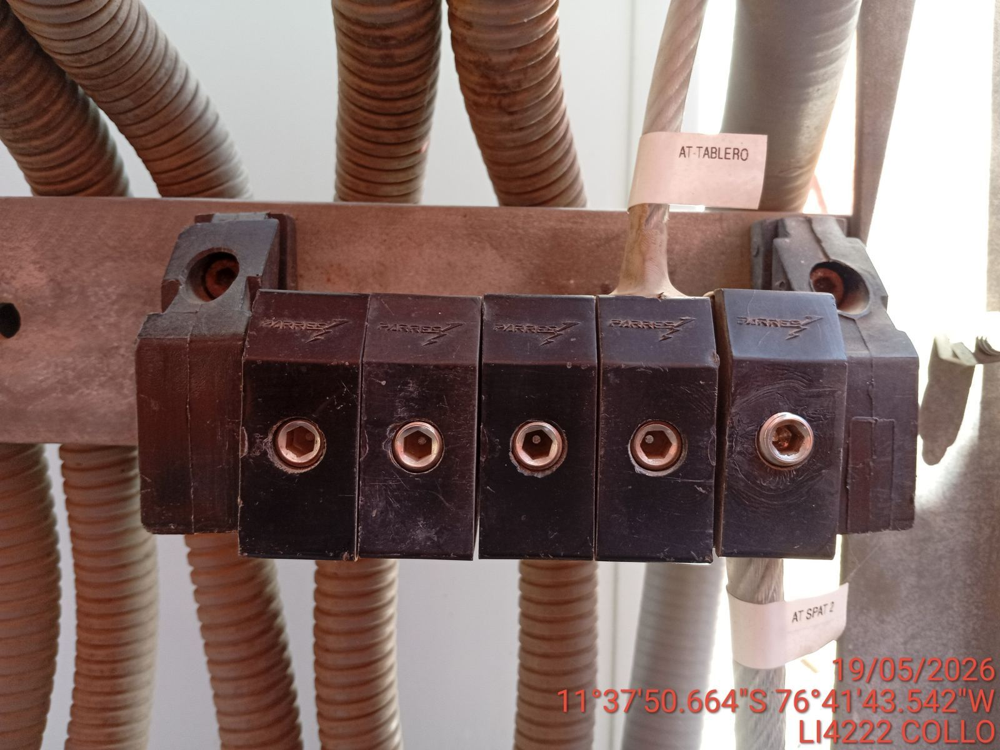 AT-TABLERO
PARRES
PARRES
PARRES
PARRES
PARRES
AT SPAT 2
19/05/2026
11°37'50.664"S 76°41'43.542"W
LI4222 COLLO